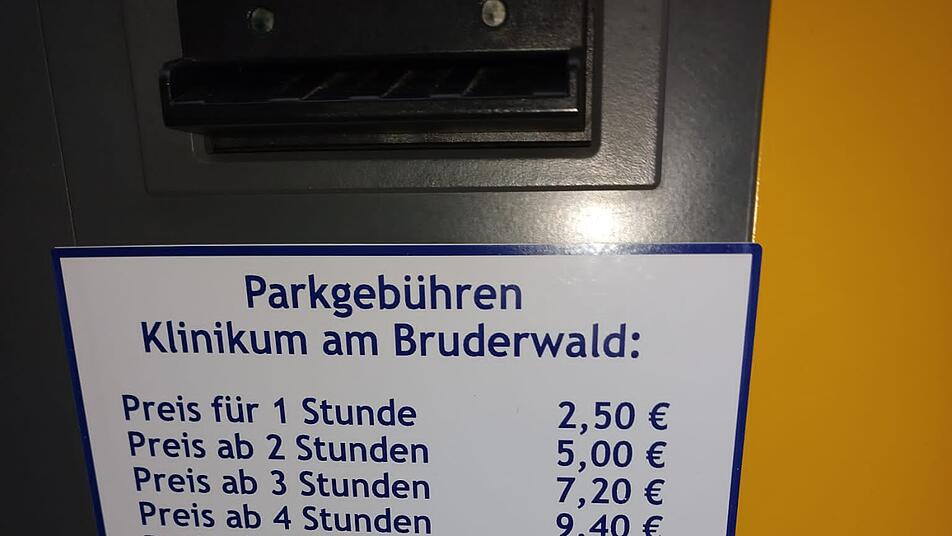 Parkgebühren
Klinikum am Bruderwald:
Preis für 1 Stunde 2,50 €
Preis ab 2 Stunden 5,00 €
Preis ab 3 Stunden 7,20 €
Preis ab 4 Stunden 9,40 €